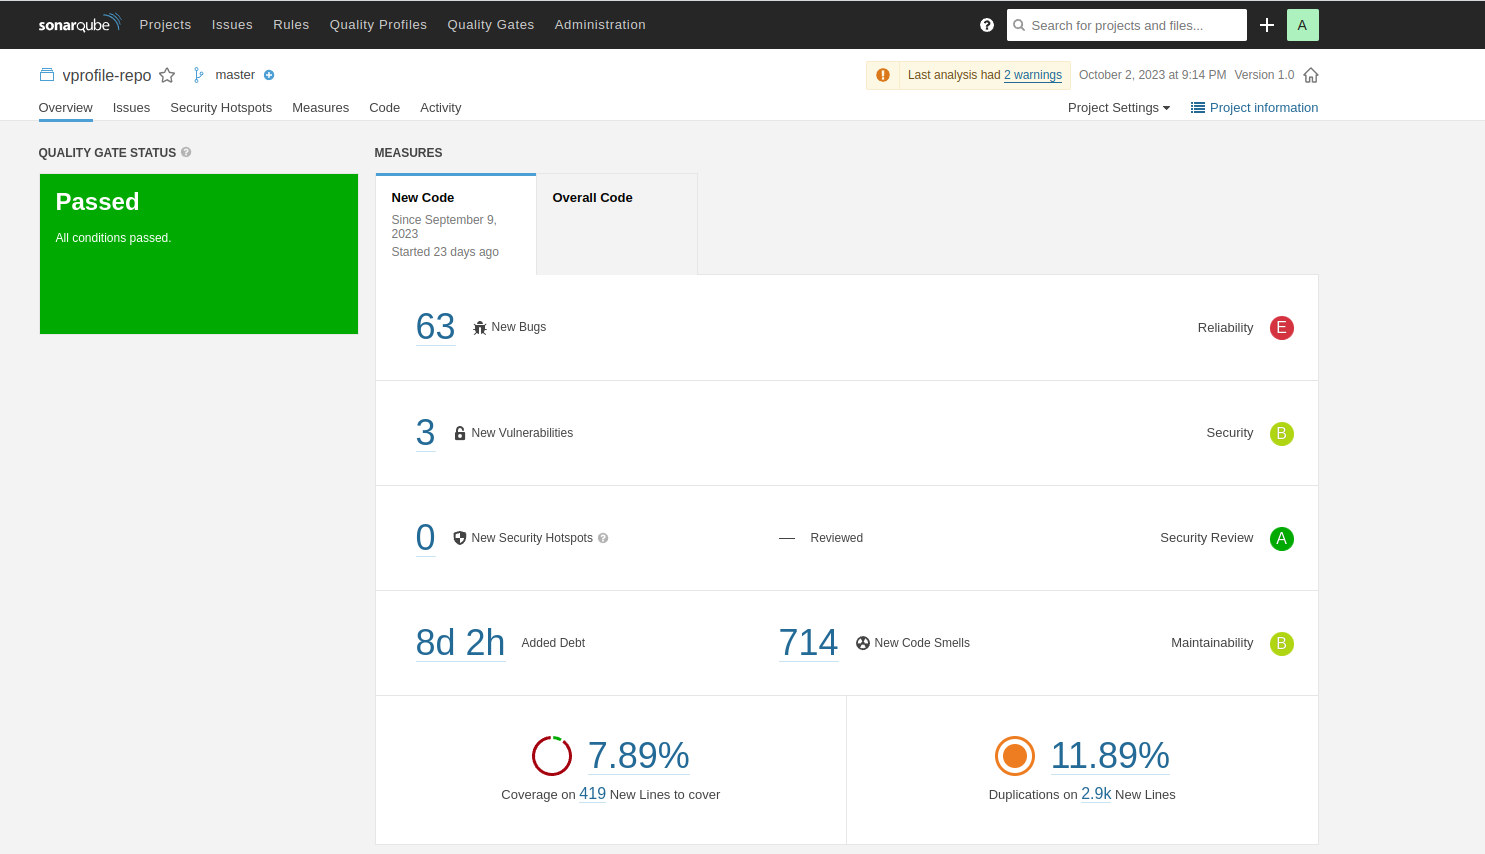 sonarqube Projects Issues Rules Quality Profiles Quality Gates Administration ? Search for projects and files... A
vprofile-repo master Last analysis had 2 warnings October 2, 2023 at 9:14 PM Version 1.0
Overview Issues Security Hotspots Measures Code Activity Project Settings Project information
QUALITY GATE STATUS ?
Passed
All conditions passed.
MEASURES
New Code
Since September 9,
2023
Started 23 days ago
Overall Code
63 New Bugs Reliability E
3 New Vulnerabilities Security B
0 New Security Hotspots ? — Reviewed Security Review A
8d 2h Added Debt 714 New Code Smells Maintainability B
7.89%
Coverage on 419 New Lines to cover
11.89%
Duplications on 2.9k New Lines